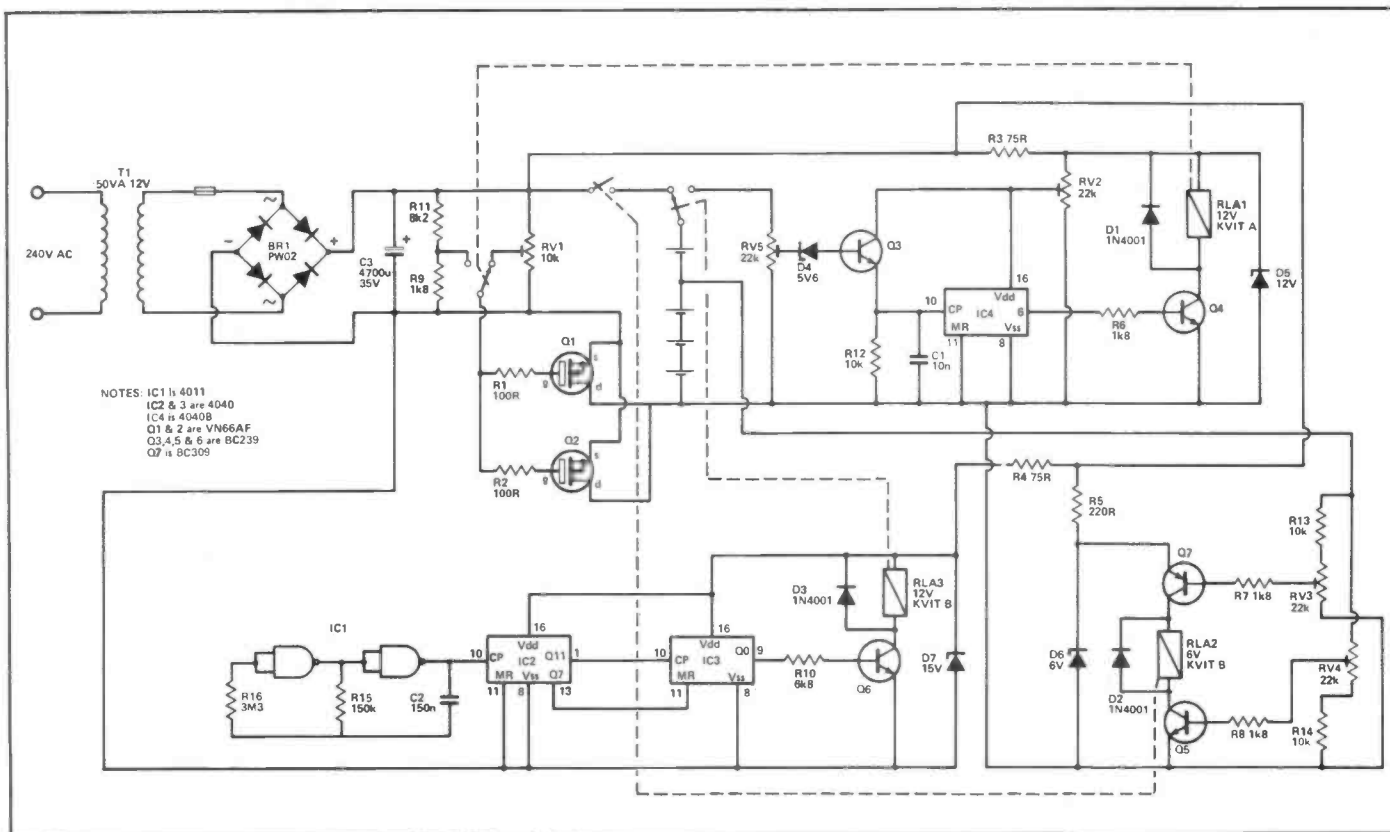 T1
50VA 12V
240V AC
BR1
PW02
~
~
-
+
C3
4700u
35V
+
R11
8k2
R9
1k8
RV1
10k
R1
100R
Q1
g
s
d
R2
100R
Q2
g
s
d
NOTES: IC1 is 4011
IC2 & 3 are 4040
IC4 is 4040B
Q1 & 2 are VN66AF
Q3,4,5 & 6 are BC239
Q7 is BC309
RV5
22k
D4
5V6
Q3
R12
10k
C1
10n
R3 75R
RV2
22k
10
CP
IC4
MR
11
Vdd
16
6
Vss
8
R6
1k8
D1
1N4001
RLA1
12V
KVIT A
Q4
D5
12V
R4 75R
R5
220R
Q7
R7 1k8
R13
10k
RV3
22k
D6
6V
D2
1N4001
RLA2
6V
KVIT B
Q5
R8 1k8
RV4
22k
R14
10k
IC1
R16
3M3
R15
150k
C2
150n
10
CP
IC2
MR
11
Vdd
16
Vss
8
Q11
1
Q7
13
10
CP
IC3
MR
11
Vdd
16
Q0
9
Vss
8
R10
6k8
D3
1N4001
RLA3
12V
KVIT B
Q6
D7
15V